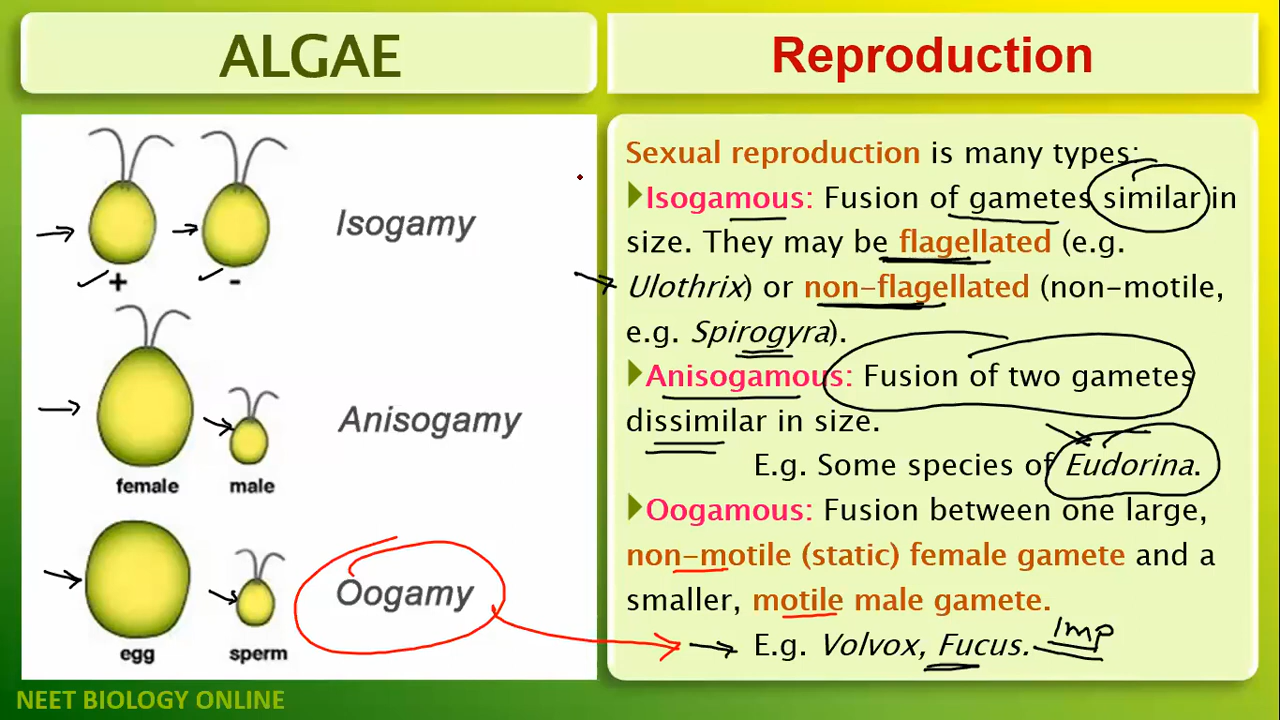 ALGAE
Reproduction
Isogamy
+ -
Anisogamy
female male
Oogamy
egg sperm
Sexual reproduction is many types:
Isogamous: Fusion of gametes similar in
size. They may be flagellated (e.g.
Ulothrix) or non-flagellated (non-motile,
e.g. Spirogyra).
Anisogamous: Fusion of two gametes
dissimilar in size.
E.g. Some species of Eudorina.
Oogamous: Fusion between one large,
non-motile (static) female gamete and a
smaller, motile male gamete.
E.g. Volvox, Fucus. Imp
NEET BIOLOGY ONLINE